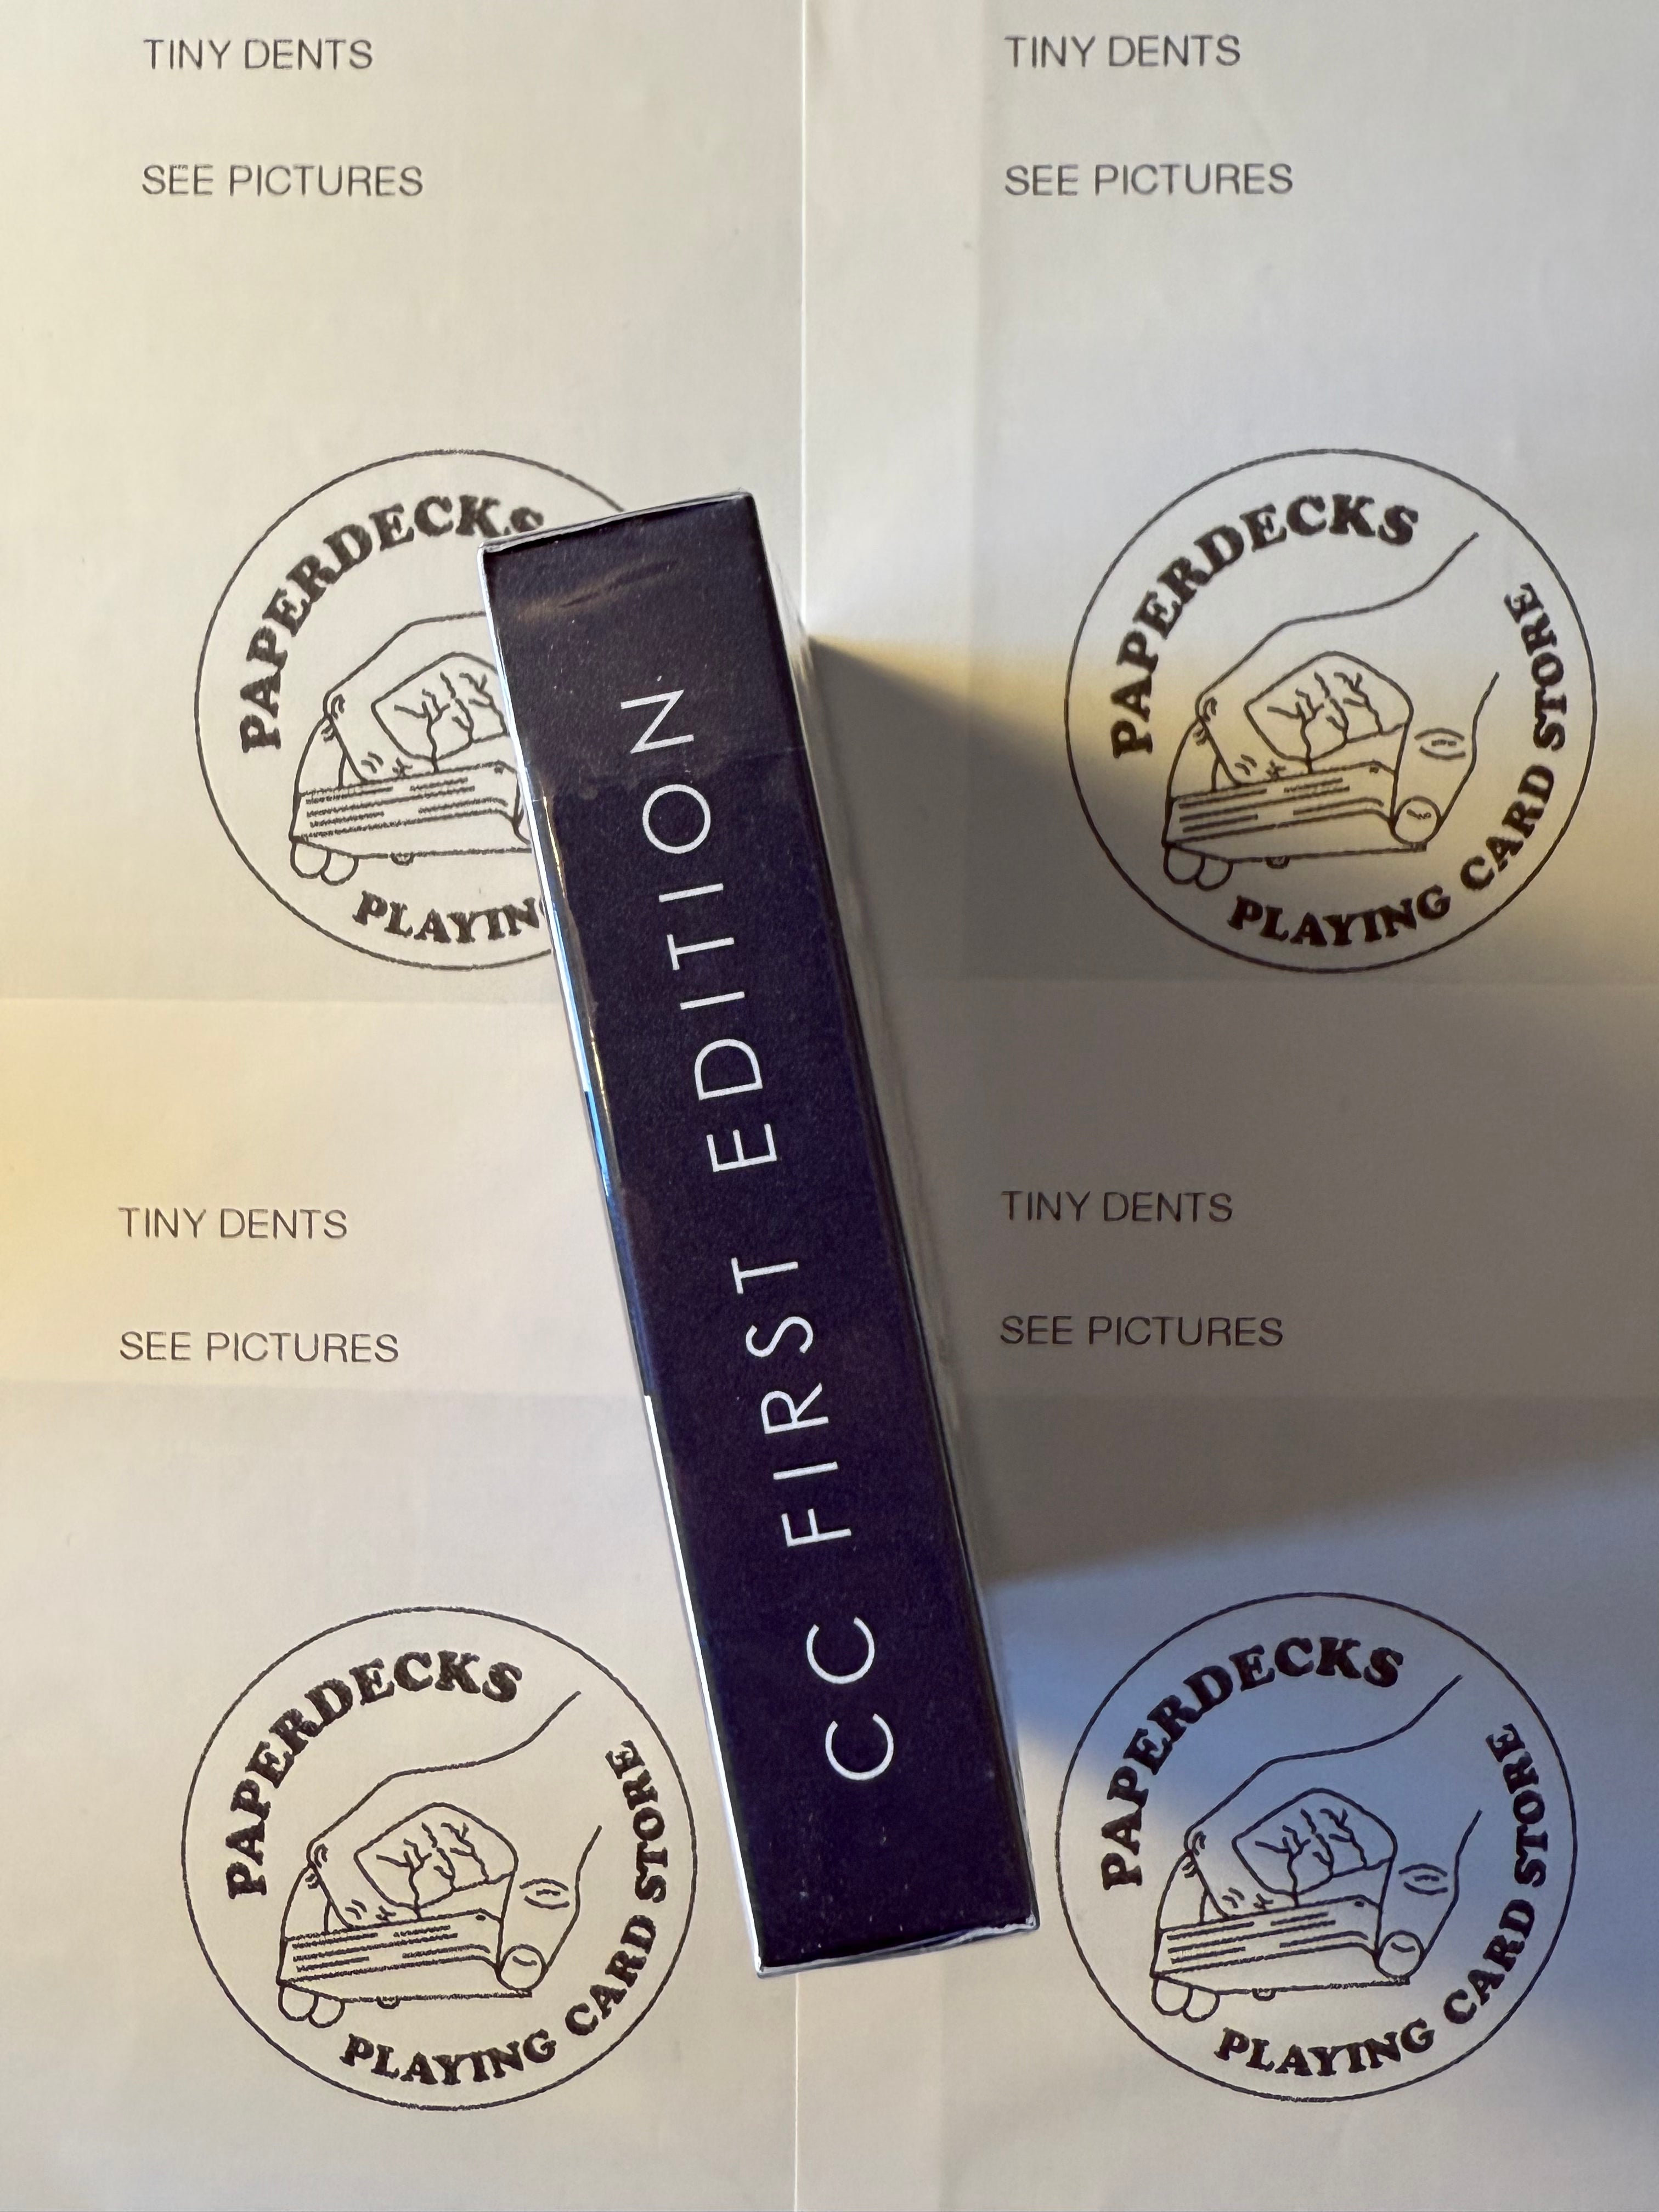 TINY DENTS
TINY DENTS
SEE PICTURES
SEE PICTURES
PAPERDECKS
PLAYING
PAPERDECKS
PLAYING CARD STORE
CC FIRST EDITION
TINY DENTS
TINY DENTS
SEE PICTURES
SEE PICTURES
PAPERDECKS
PLAYING CARD STORE
PAPERDECKS
PLAYING CARD STORE